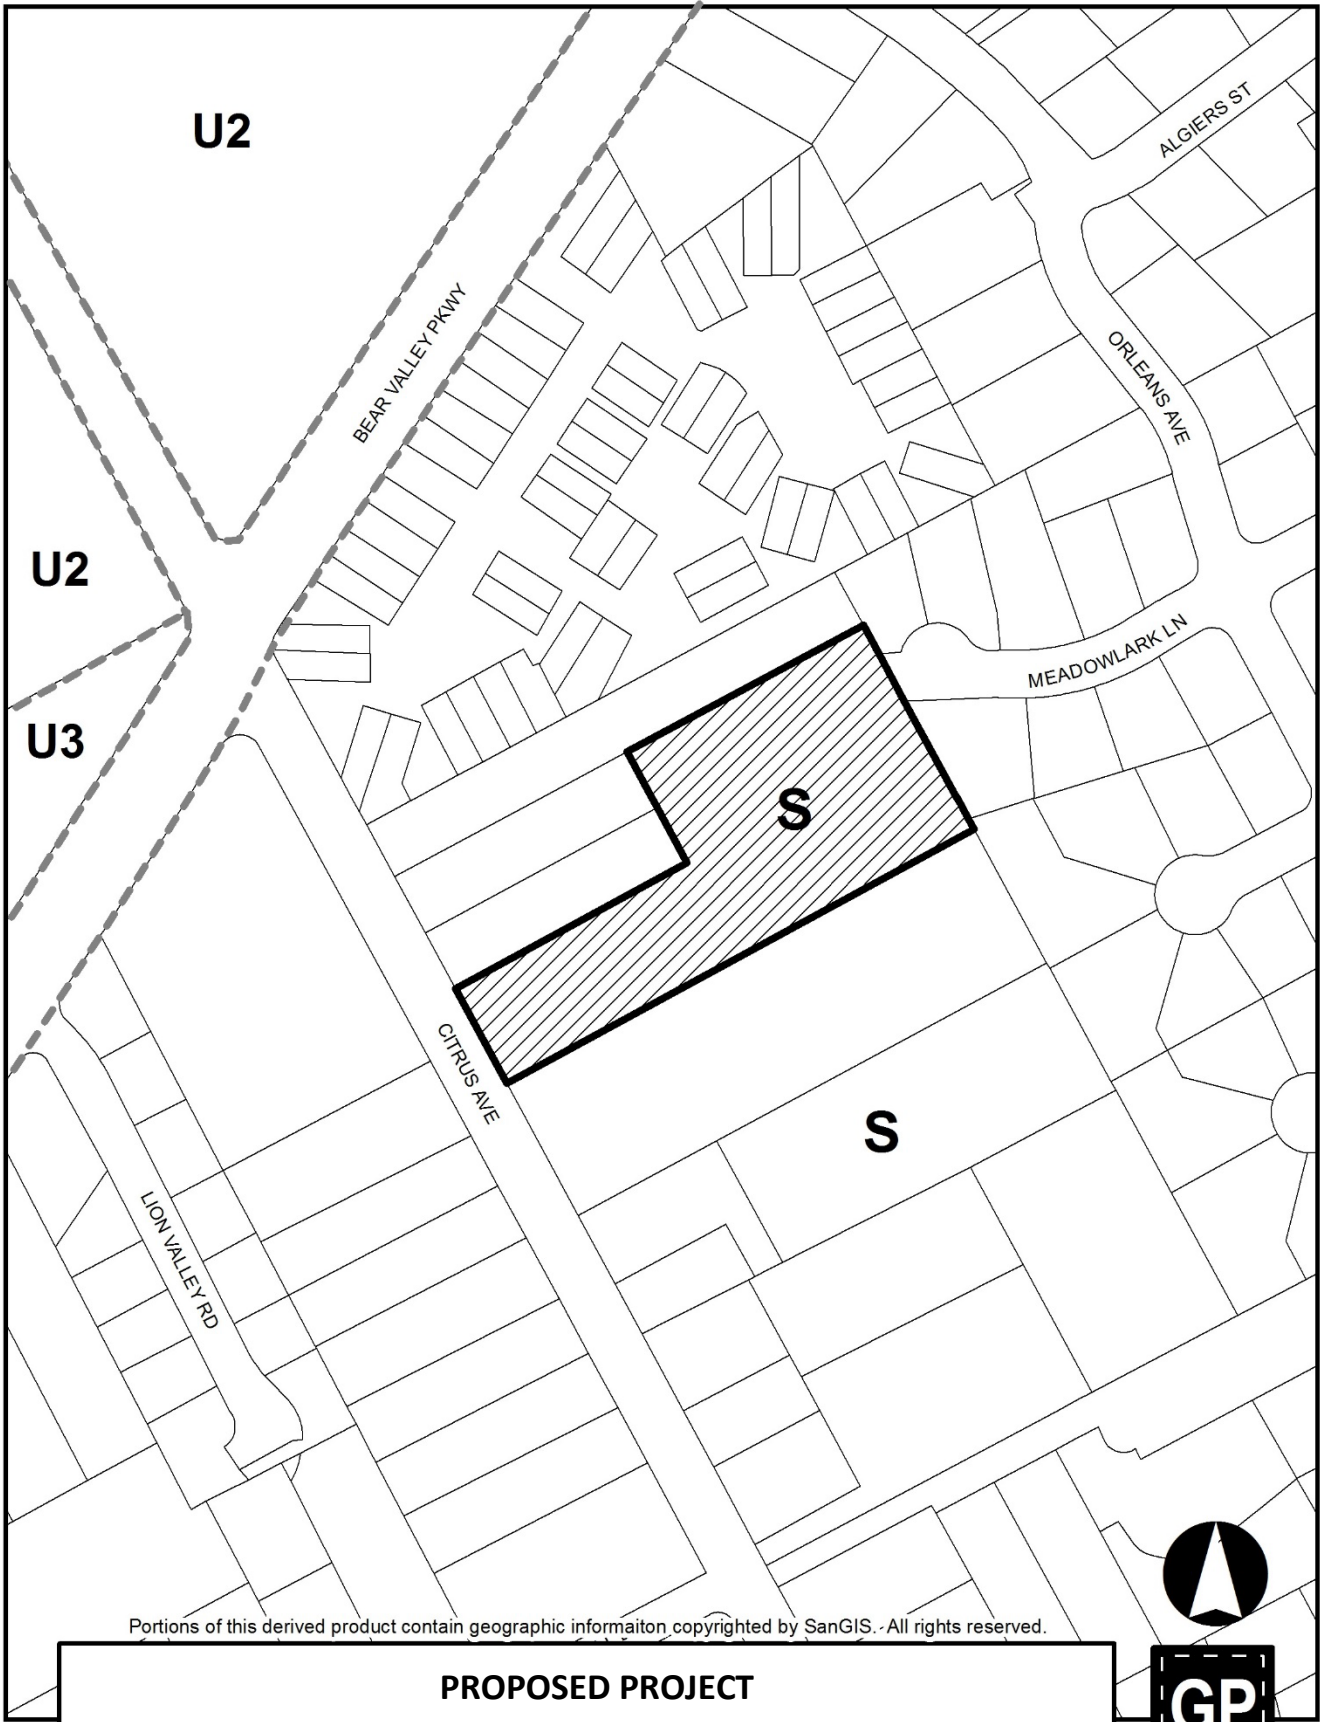 U2
ALGIERS ST
BEAR VALLEY PKWY
ORLEANS AVE
U2
MEADOWLARK LN
U3
S
CITRUS AVE
S
LION VALLEY RD
Portions of this derived product contain geographic informaiton copyrighted by SanGIS. All rights reserved.
PROPOSED PROJECT
GP